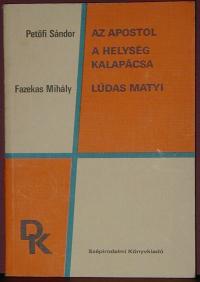 Petőfi Sándor
AZ APOSTOL
A HELYSÉG
KALAPÁCSA
Fazekas Mihály
LÚDAS MATYI
DK
Szépirodalmi Könyvkiadó